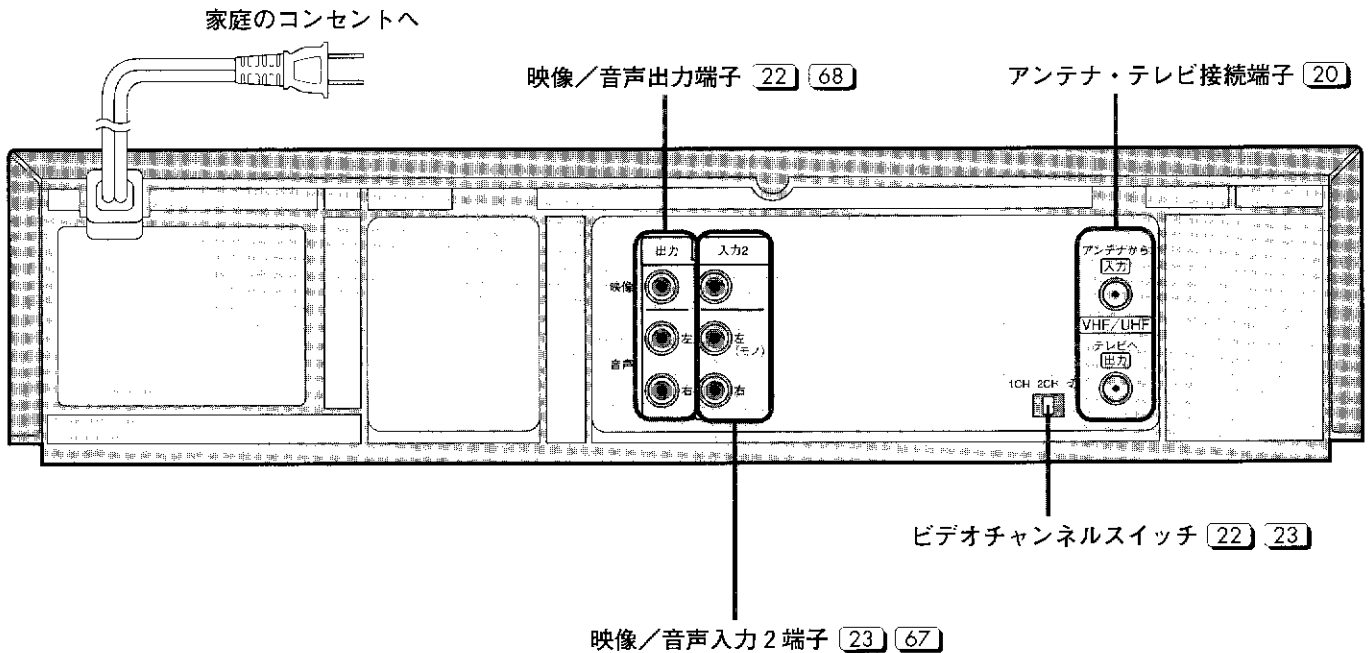 家庭のコンセントへ
映像／音声出力端子 22 68
アンテナ・テレビ接続端子 20
出力 入力2
映像
左 左
(モノ)
音声
右 右
アンテナから
入力
VHF/UHF
テレビへ
出力
1CH 2CH
ビデオチャンネルスイッチ 22 23
映像／音声入力2端子 23 67